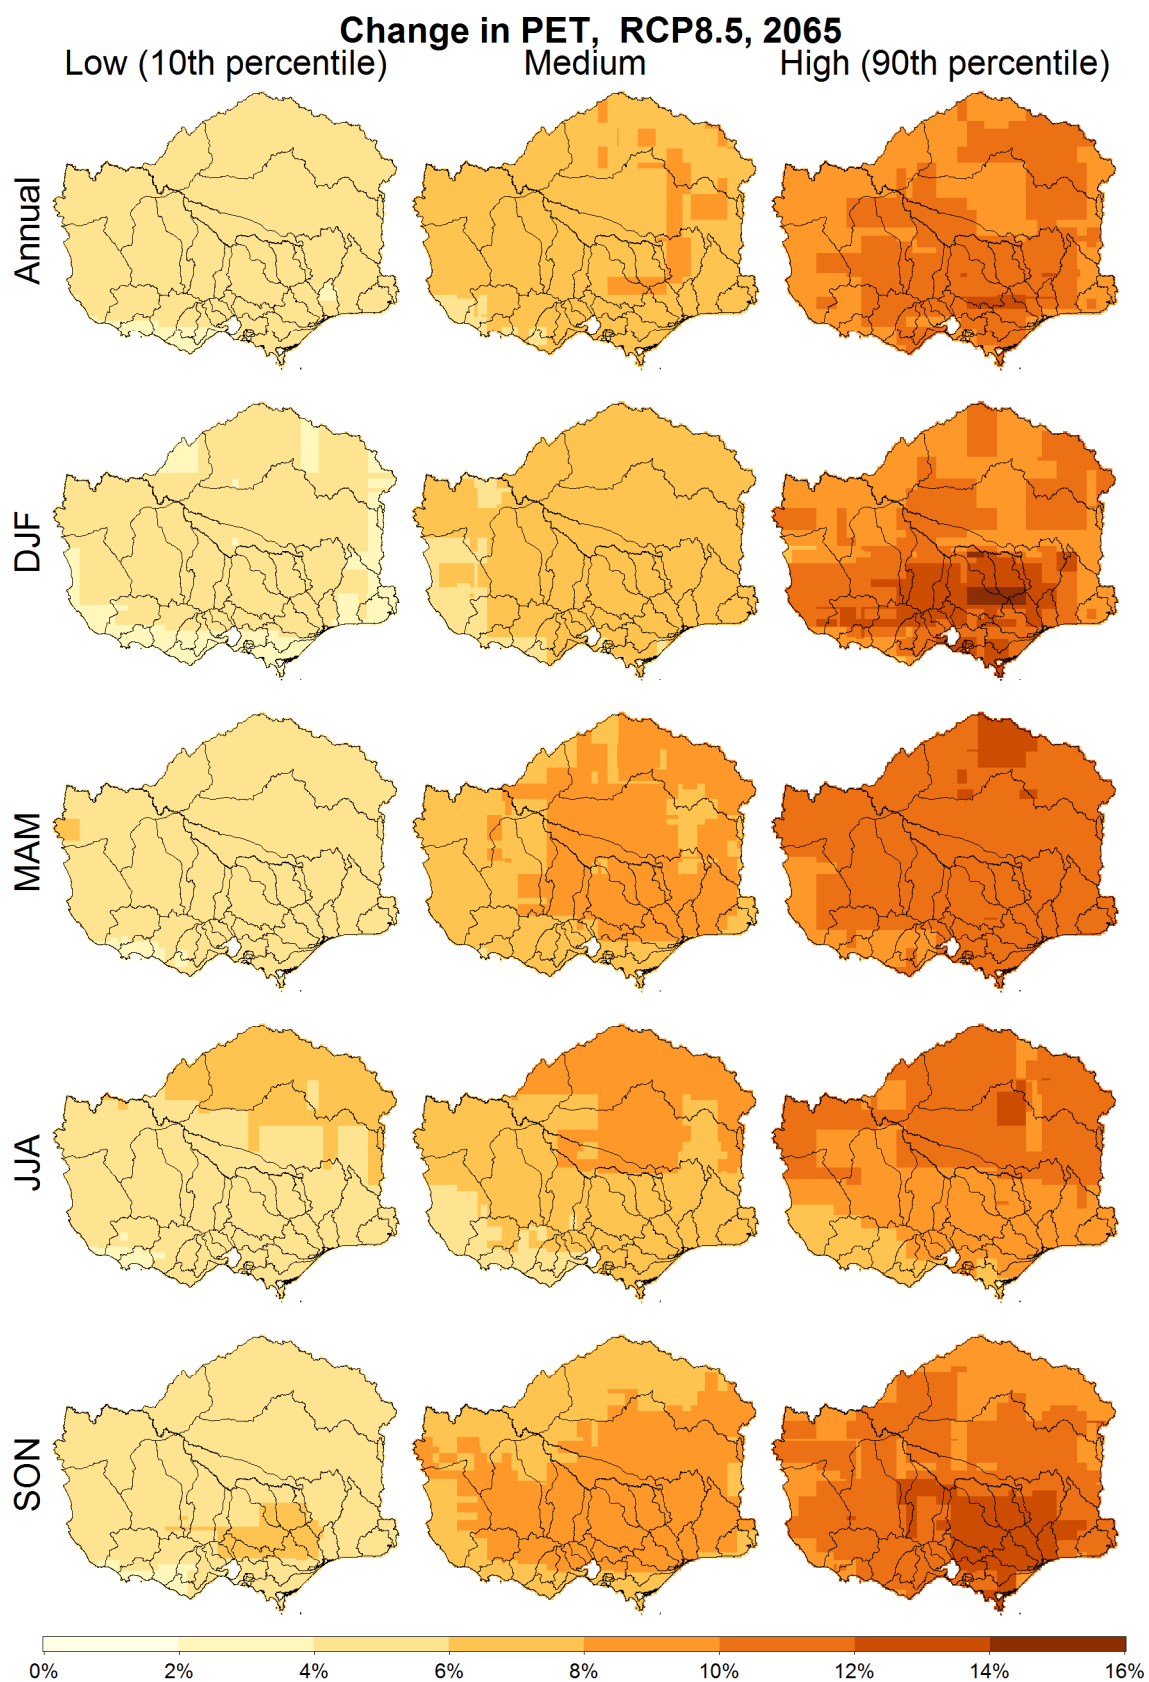 Change in PET, RCP8.5, 2065
Low (10th percentile) Medium High (90th percentile)
Annual
DJF
MAM
JJA
SON
0% 2% 4% 6% 8% 10% 12% 14% 16%